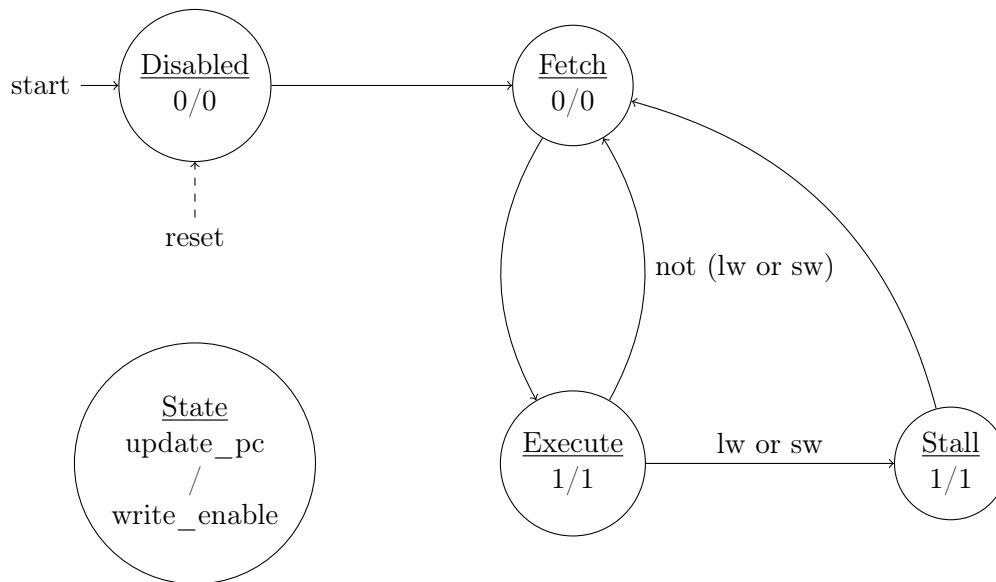 start
Disabled
0/0
Fetch
0/0
reset
not (lw or sw)
State
update_pc
/
write_enable
Execute
1/1
lw or sw
Stall
1/1